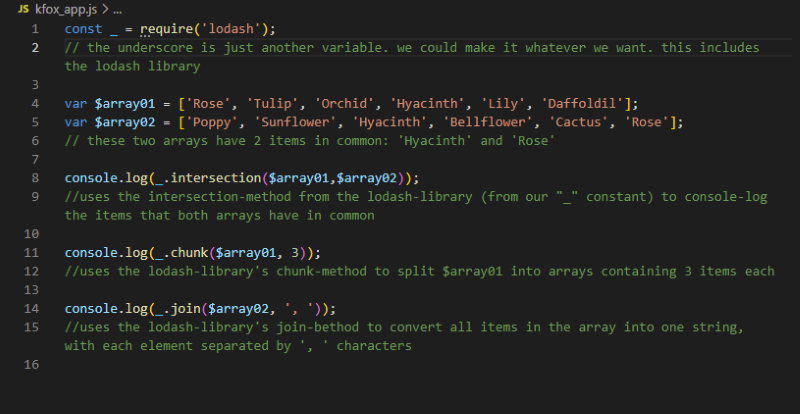 JS kfox_app.js > ...
1 const _ = require('lodash');
2 // the underscore is just another variable. we could make it whatever we want. this includes
the lodash library
3
4 var $array01 = ['Rose', 'Tulip', 'Orchid', 'Hyacinth', 'Lily', 'Daffoldil'];
5 var $array02 = ['Poppy', 'Sunflower', 'Hyacinth', 'Bellflower', 'Cactus', 'Rose'];
6 // these two arrays have 2 items in common: 'Hyacinth' and 'Rose'
7
8 console.log(_.intersection($array01,$array02));
9 //uses the intersection-method from the lodash-library (from our "_" constant) to console-log
the items that both arrays have in common
10
11 console.log(_.chunk($array01, 3));
12 //uses the lodash-library's chunk-method to split $array01 into arrays containing 3 items each
13
14 console.log(_.join($array02, ', '));
15 //uses the lodash-library's join-bethod to convert all items in the array into one string,
with each element separated by ', ' characters
16